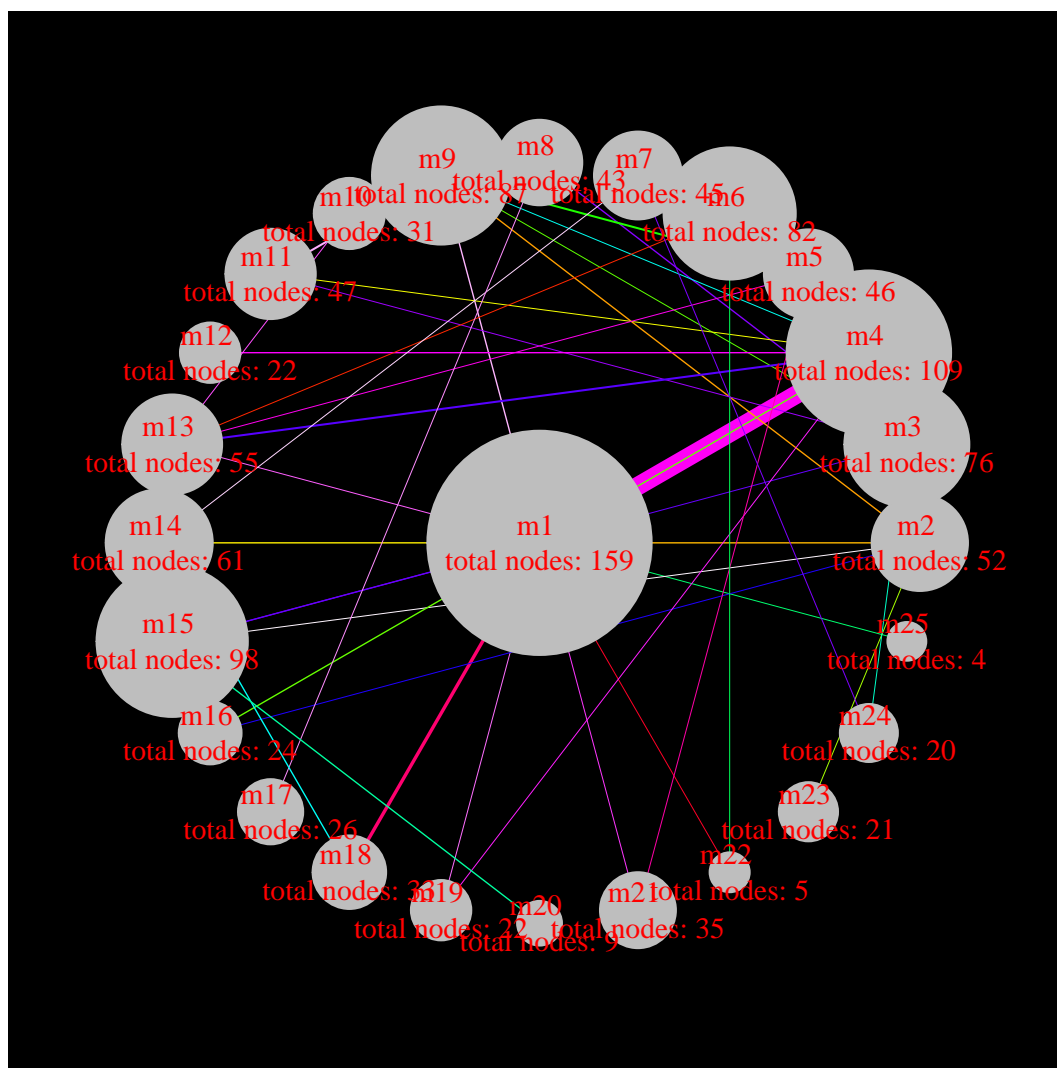 m1
total nodes: 159
m2
total nodes: 52
m3
total nodes: 76
m4
total nodes: 109
m5
total nodes: 46
m6
total nodes: 82
m7
total nodes: 45
m8
total nodes: 43
m9
total nodes: 87
m10
total nodes: 31
m11
total nodes: 47
m12
total nodes: 22
m13
total nodes: 55
m14
total nodes: 61
m15
total nodes: 98
m16
total nodes: 24
m17
total nodes: 26
m18
total nodes: 33
m19
total nodes: 22
m20
total nodes: 9
m21
total nodes: 35
m22
total nodes: 5
m23
total nodes: 21
m24
total nodes: 20
m25
total nodes: 4